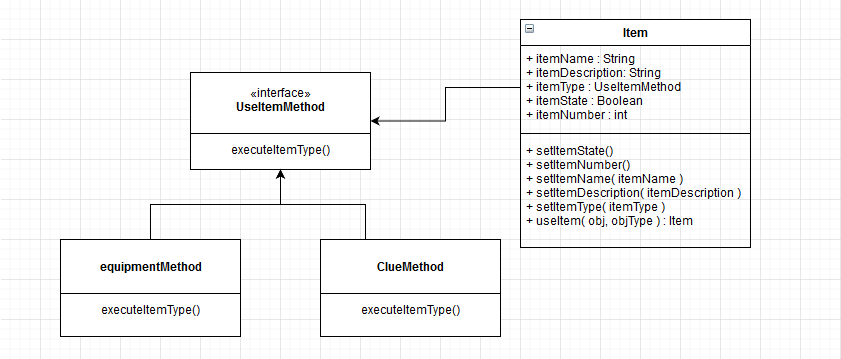 Item
+ itemName : String
+ itemDescription: String
+ itemType : UseItemMethod
+ itemState : Boolean
+ itemNumber : int
+ setItemState()
+ setItemNumber()
+ setItemName( itemName )
+ setItemDescription( itemDescription )
+ setItemType( itemType )
+ useItem( obj, objType ) : Item
«interface»
UseItemMethod
executeItemType()
equipmentMethod
executeItemType()
ClueMethod
executeItemType()